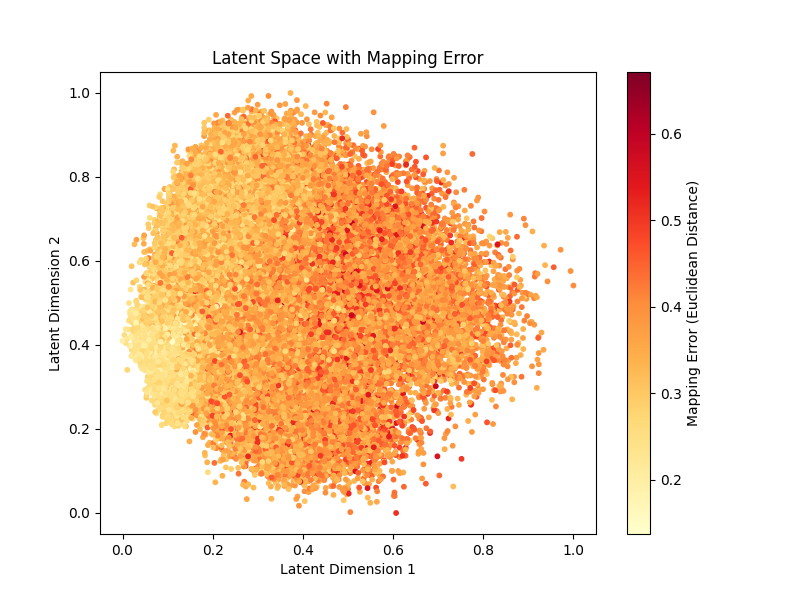 Latent Space with Mapping Error
1.0
0.8
0.6
0.4
0.2
0.0
Latent Dimension 2
0.0 0.2 0.4 0.6 0.8 1.0
Latent Dimension 1
0.6
0.5
0.4
0.3
0.2
Mapping Error (Euclidean Distance)